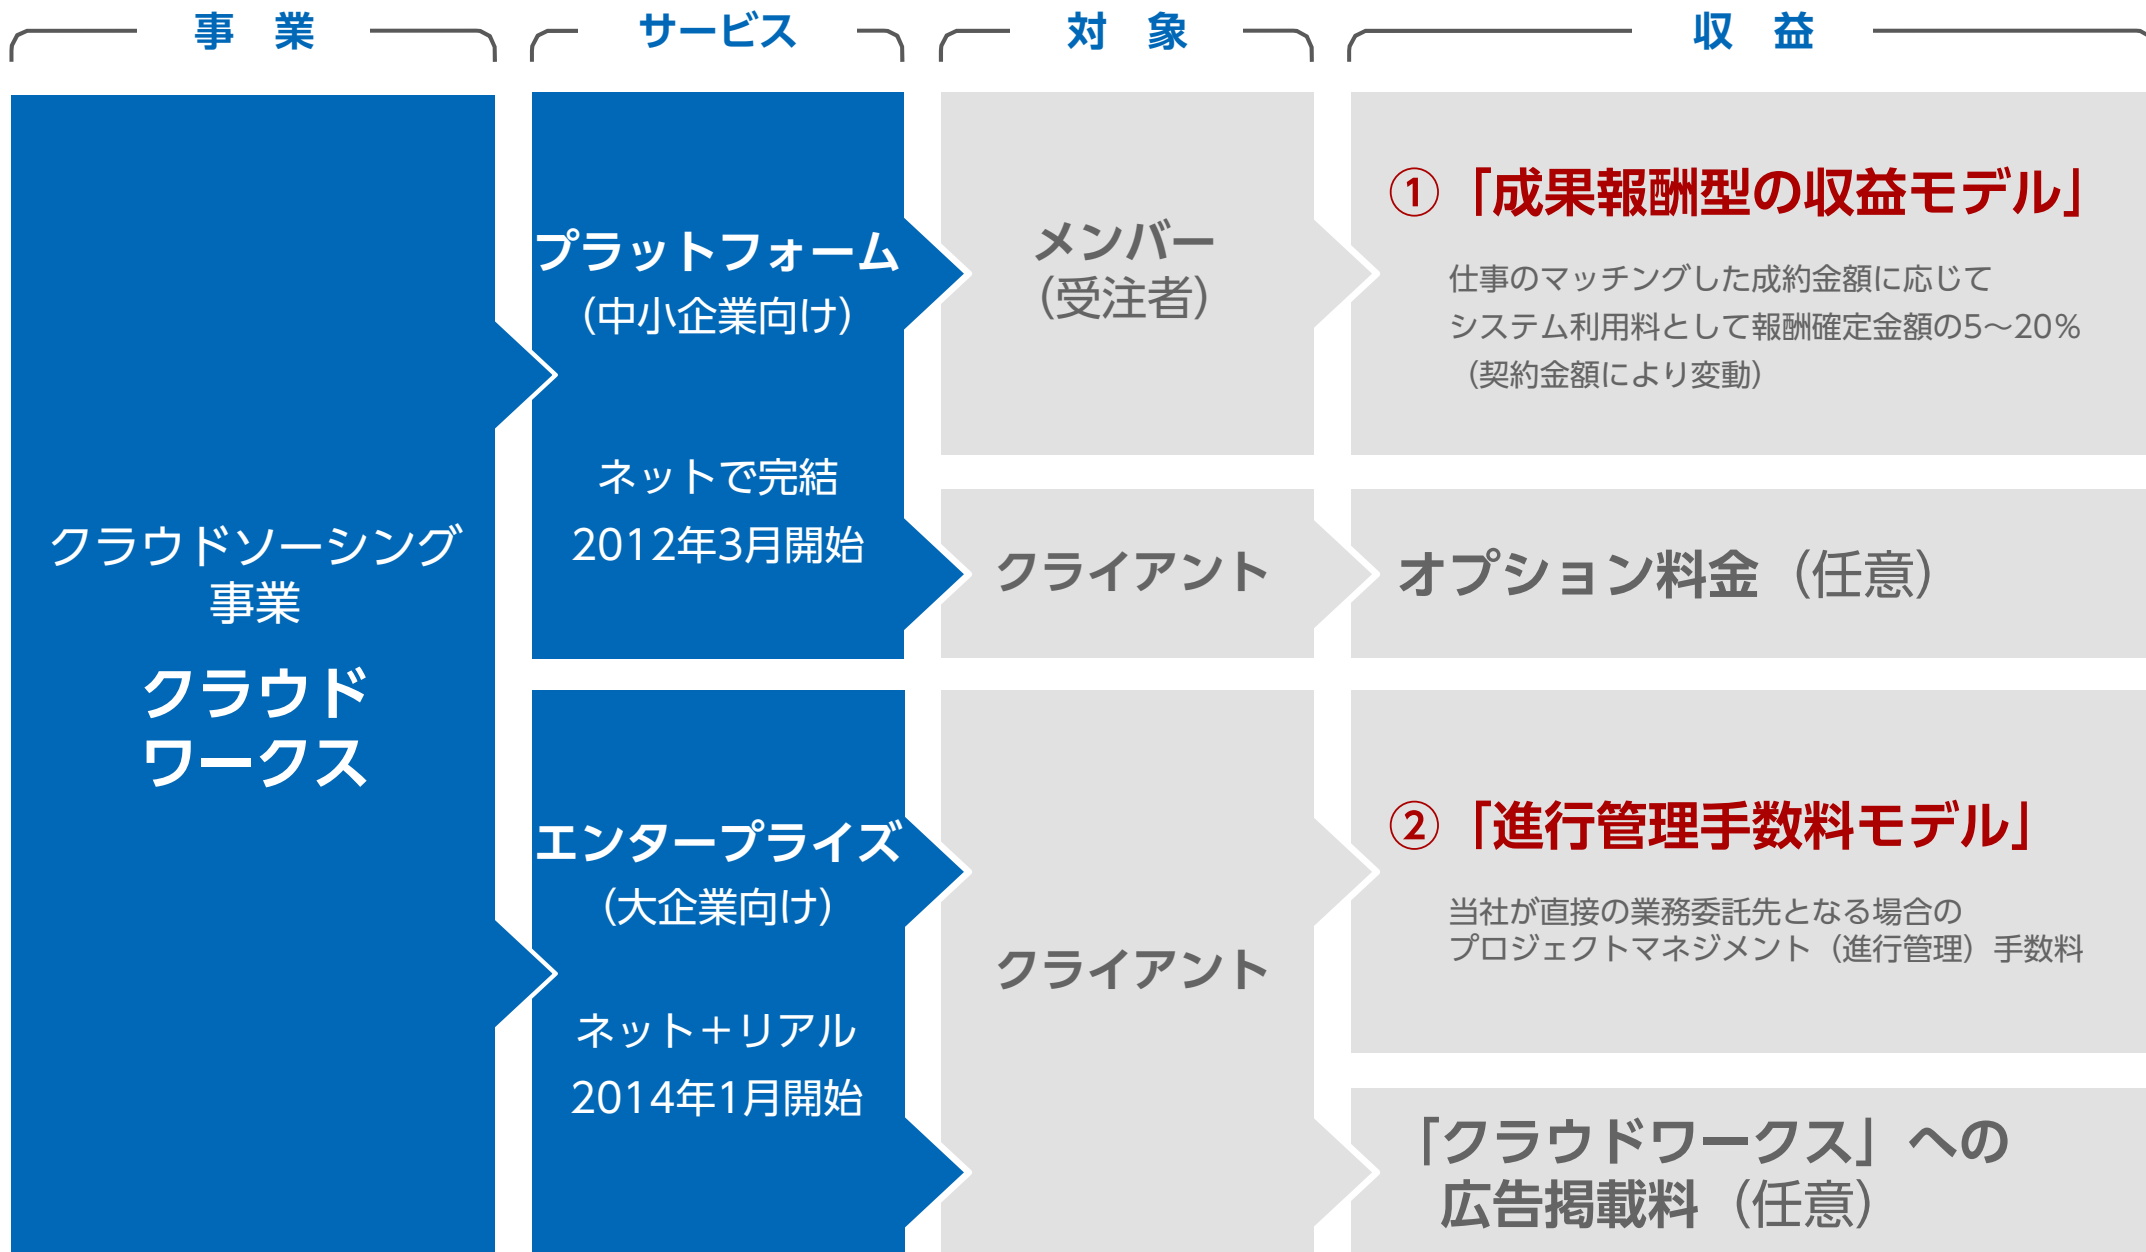 事　業
サービス
対　象
収　益
クラウドソーシング
事業
クラウド
ワークス
プラットフォーム
（中小企業向け）
ネットで完結
2012年3月開始
メンバー
（受注者）
①「成果報酬型の収益モデル」
仕事のマッチングした成約金額に応じて
システム利用料として報酬確定金額の5～20％
（契約金額により変動）
クライアント
オプション料金（任意）
エンタープライズ
（大企業向け）
ネット＋リアル
2014年1月開始
クライアント
②「進行管理手数料モデル」
当社が直接の業務委託先となる場合の
プロジェクトマネジメント（進行管理）手数料
「クラウドワークス」への
広告掲載料（任意）